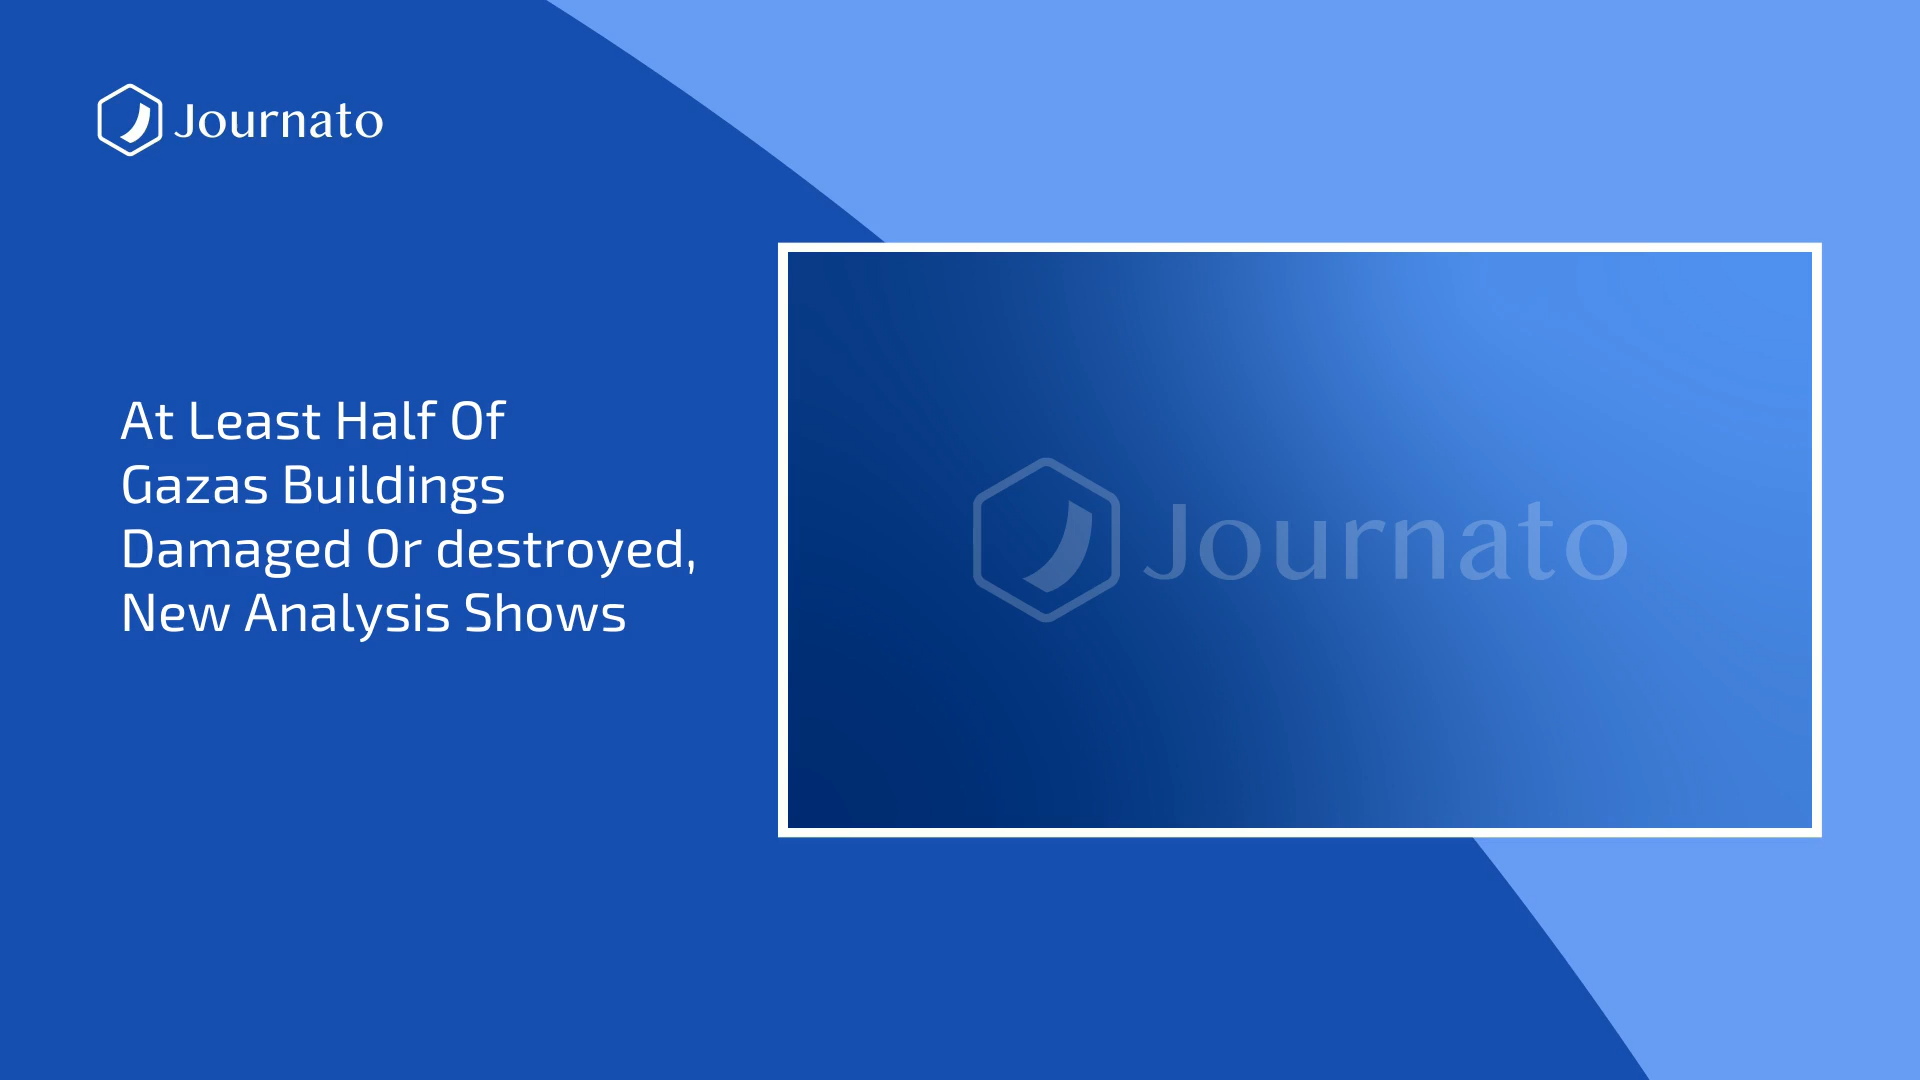 Journato
At Least Half Of
Gazas Buildings
Damaged Or destroyed,
New Analysis Shows
Journato